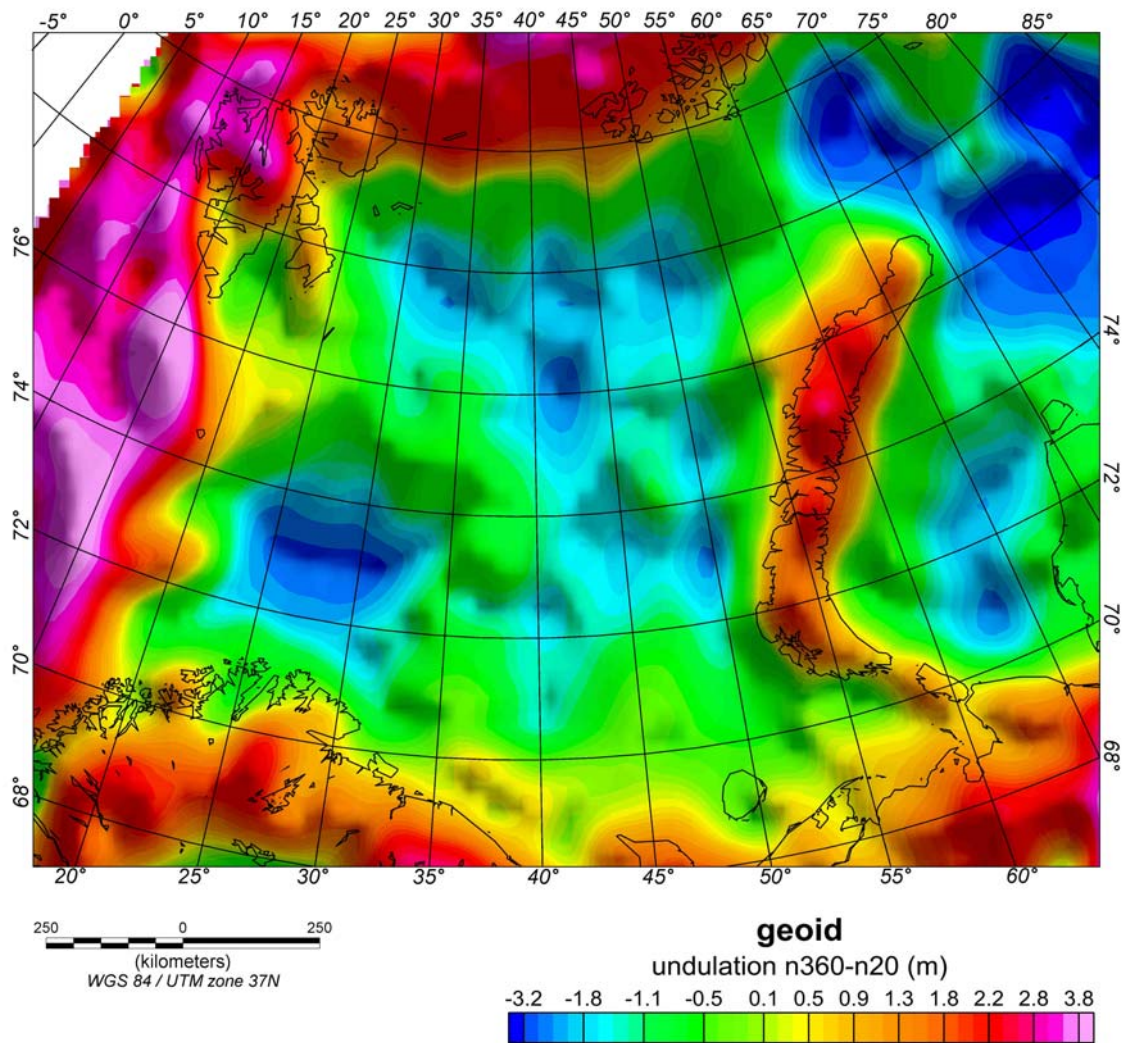 -5° 0° 5° 10° 15° 20° 25° 30° 35° 40° 45° 50° 55° 60° 65° 70° 75° 80° 85°
76°
74°
74°
72°
72°
70°
70°
68°
68°
20° 25° 30° 35° 40° 45° 50° 55° 60°
250 0 250
(kilometers)
WGS 84 / UTM zone 37N
geoid
undulation n360-n20 (m)
-3.2 -1.8 -1.1 -0.5 0.1 0.5 0.9 1.3 1.8 2.2 2.8 3.8